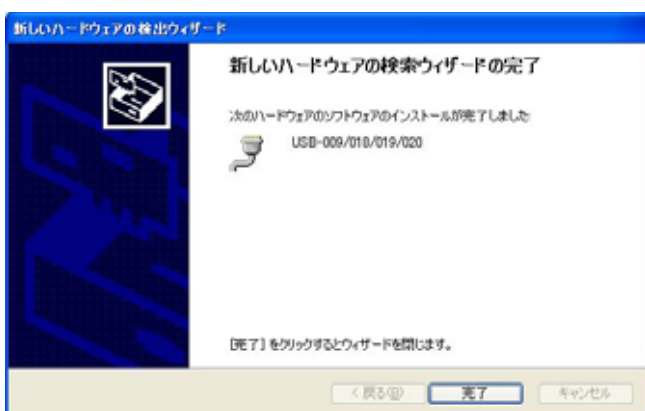 新しいハードウェアの検出ウィザード
新しいハードウェアの検索ウィザードの完了
次のハードウェアのソフトウェアのインストールが完了しました
USB-009/018/019/020
[完了] をクリックするとウィザードを閉じます。
< 戻る(B)
完了
キャンセル